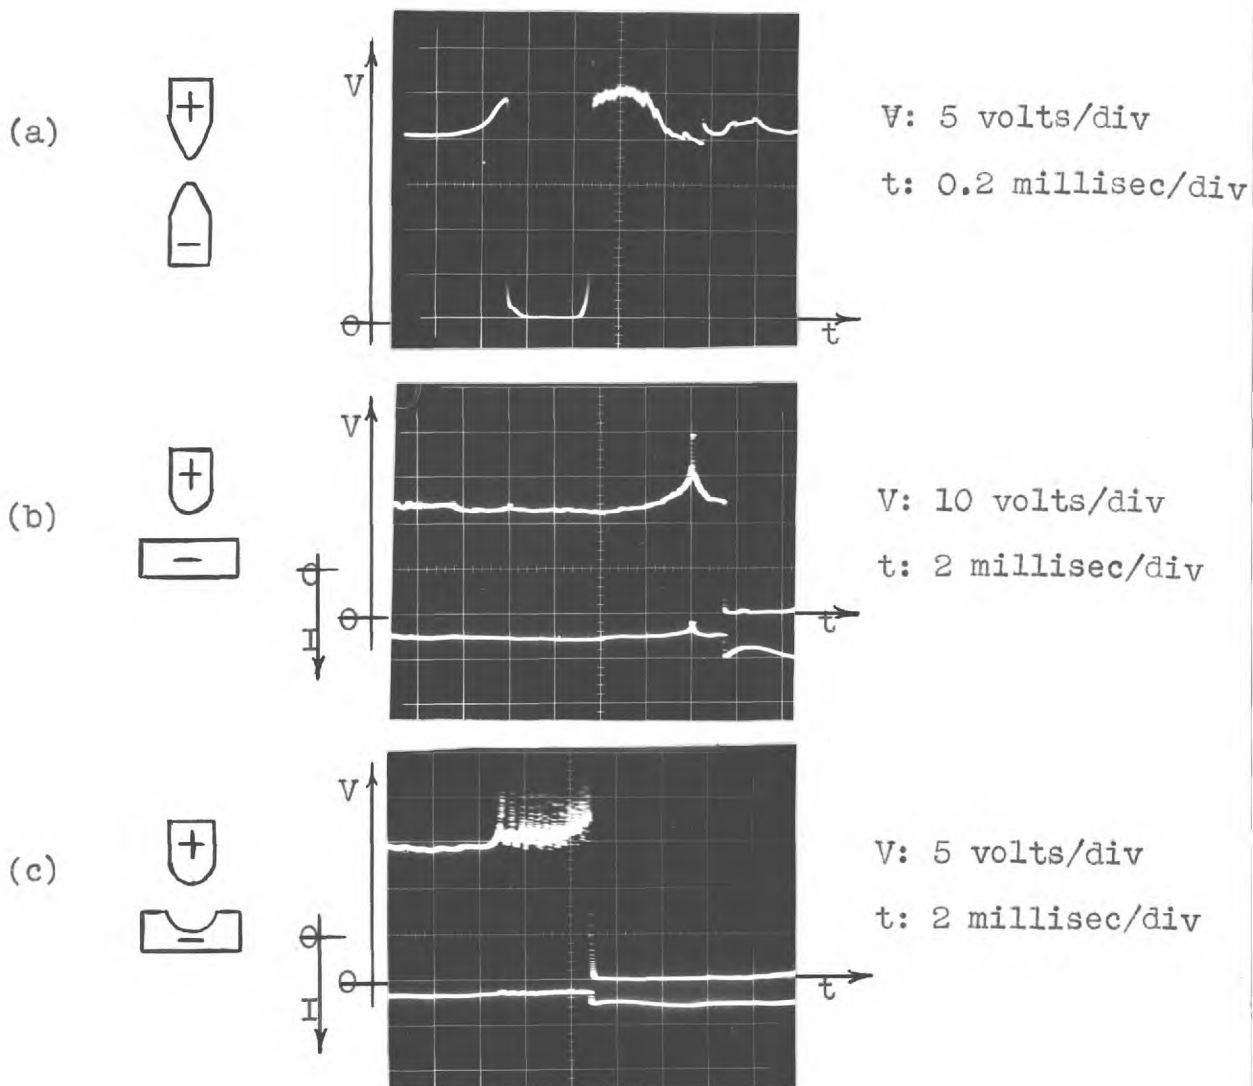 (a)
+
−
V
0
t
V: 5 volts/div
t: 0.2 millisec/div
(b)
+
−
V
0
0
I
t
V: 10 volts/div
t: 2 millisec/div
(c)
+
−
V
0
0
I
t
V: 5 volts/div
t: 2 millisec/div